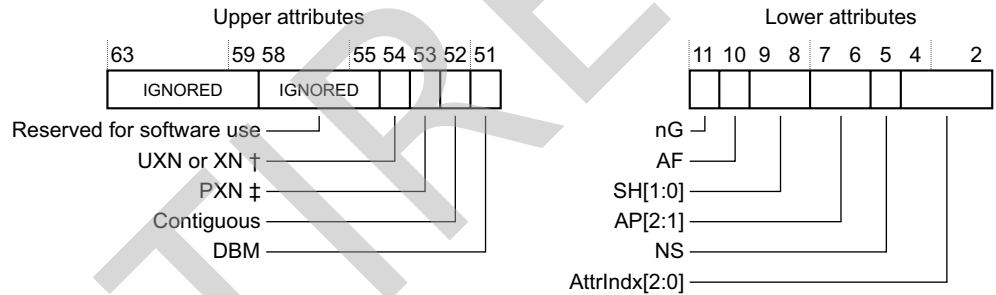 Upper attributes
Lower attributes
63 59 58 55 54 53 52 51
11 10 9 8 7 6 5 4 2
IGNORED IGNORED
Reserved for software use
UXN or XN †
PXN ‡
Contiguous
DBM
nG
AF
SH[1:0]
AP[2:1]
NS
AttrIndx[2:0]